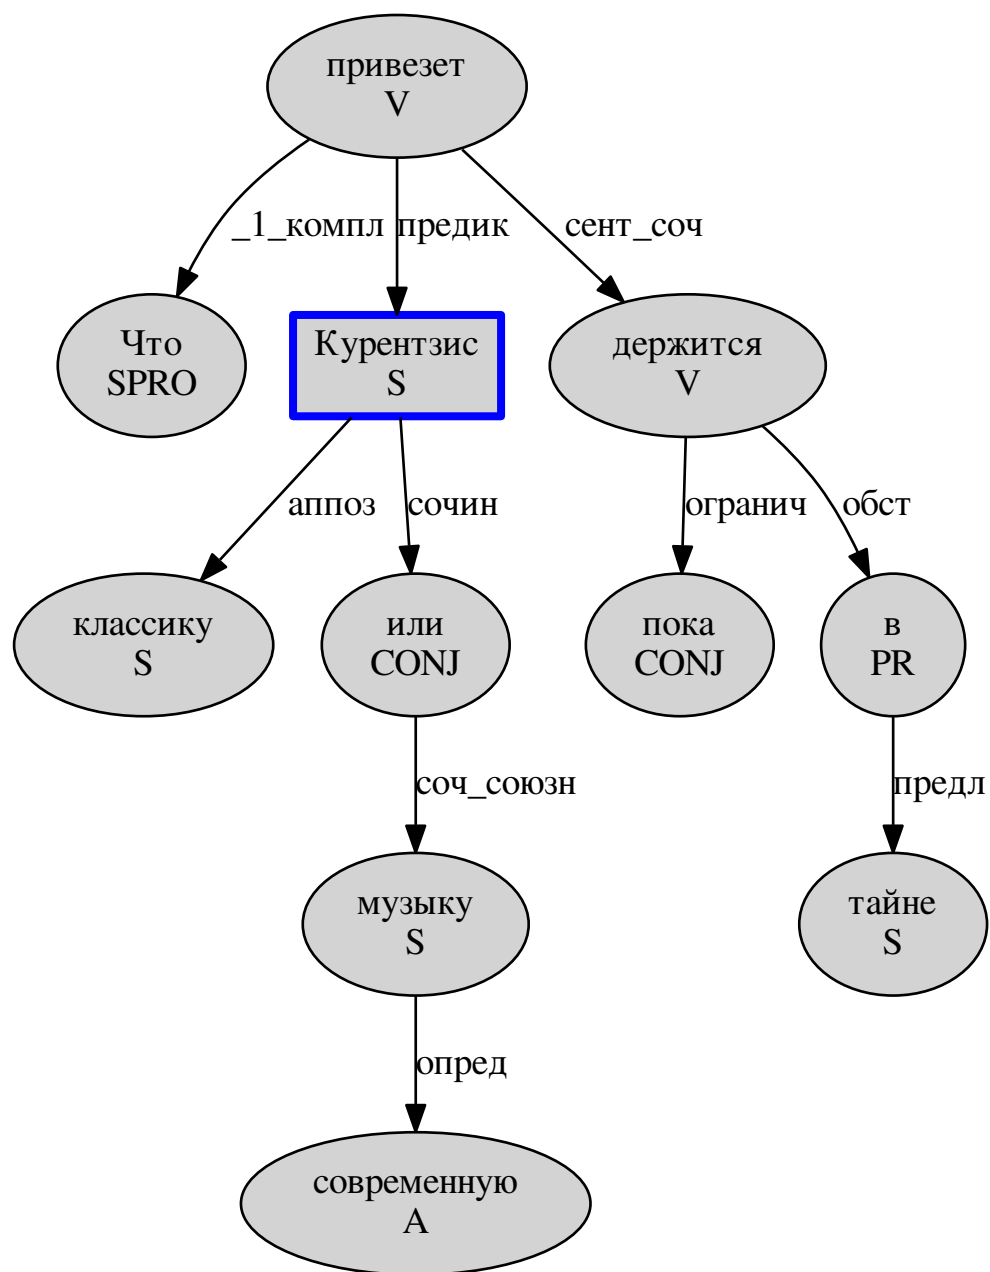 привезет
V
_1_компл
предик
сент_соч
Что
SPRO
Курентзис
S
держится
V
аппоз
сочин
огранич
обст
классику
S
или
CONJ
пока
CONJ
в
PR
соч_союзн
предл
музыку
S
тайне
S
опред
современную
A